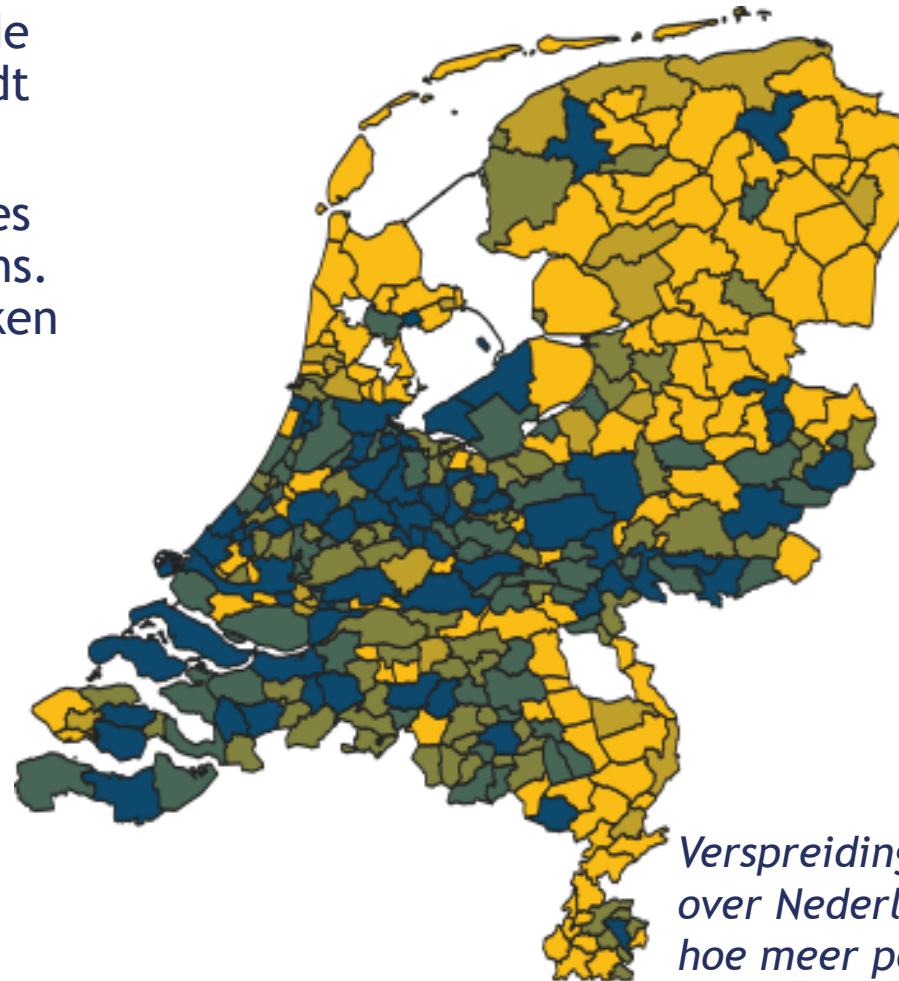 le
dt
es
ns.
ken
Verspreiding
over Nederl
hoe meer p